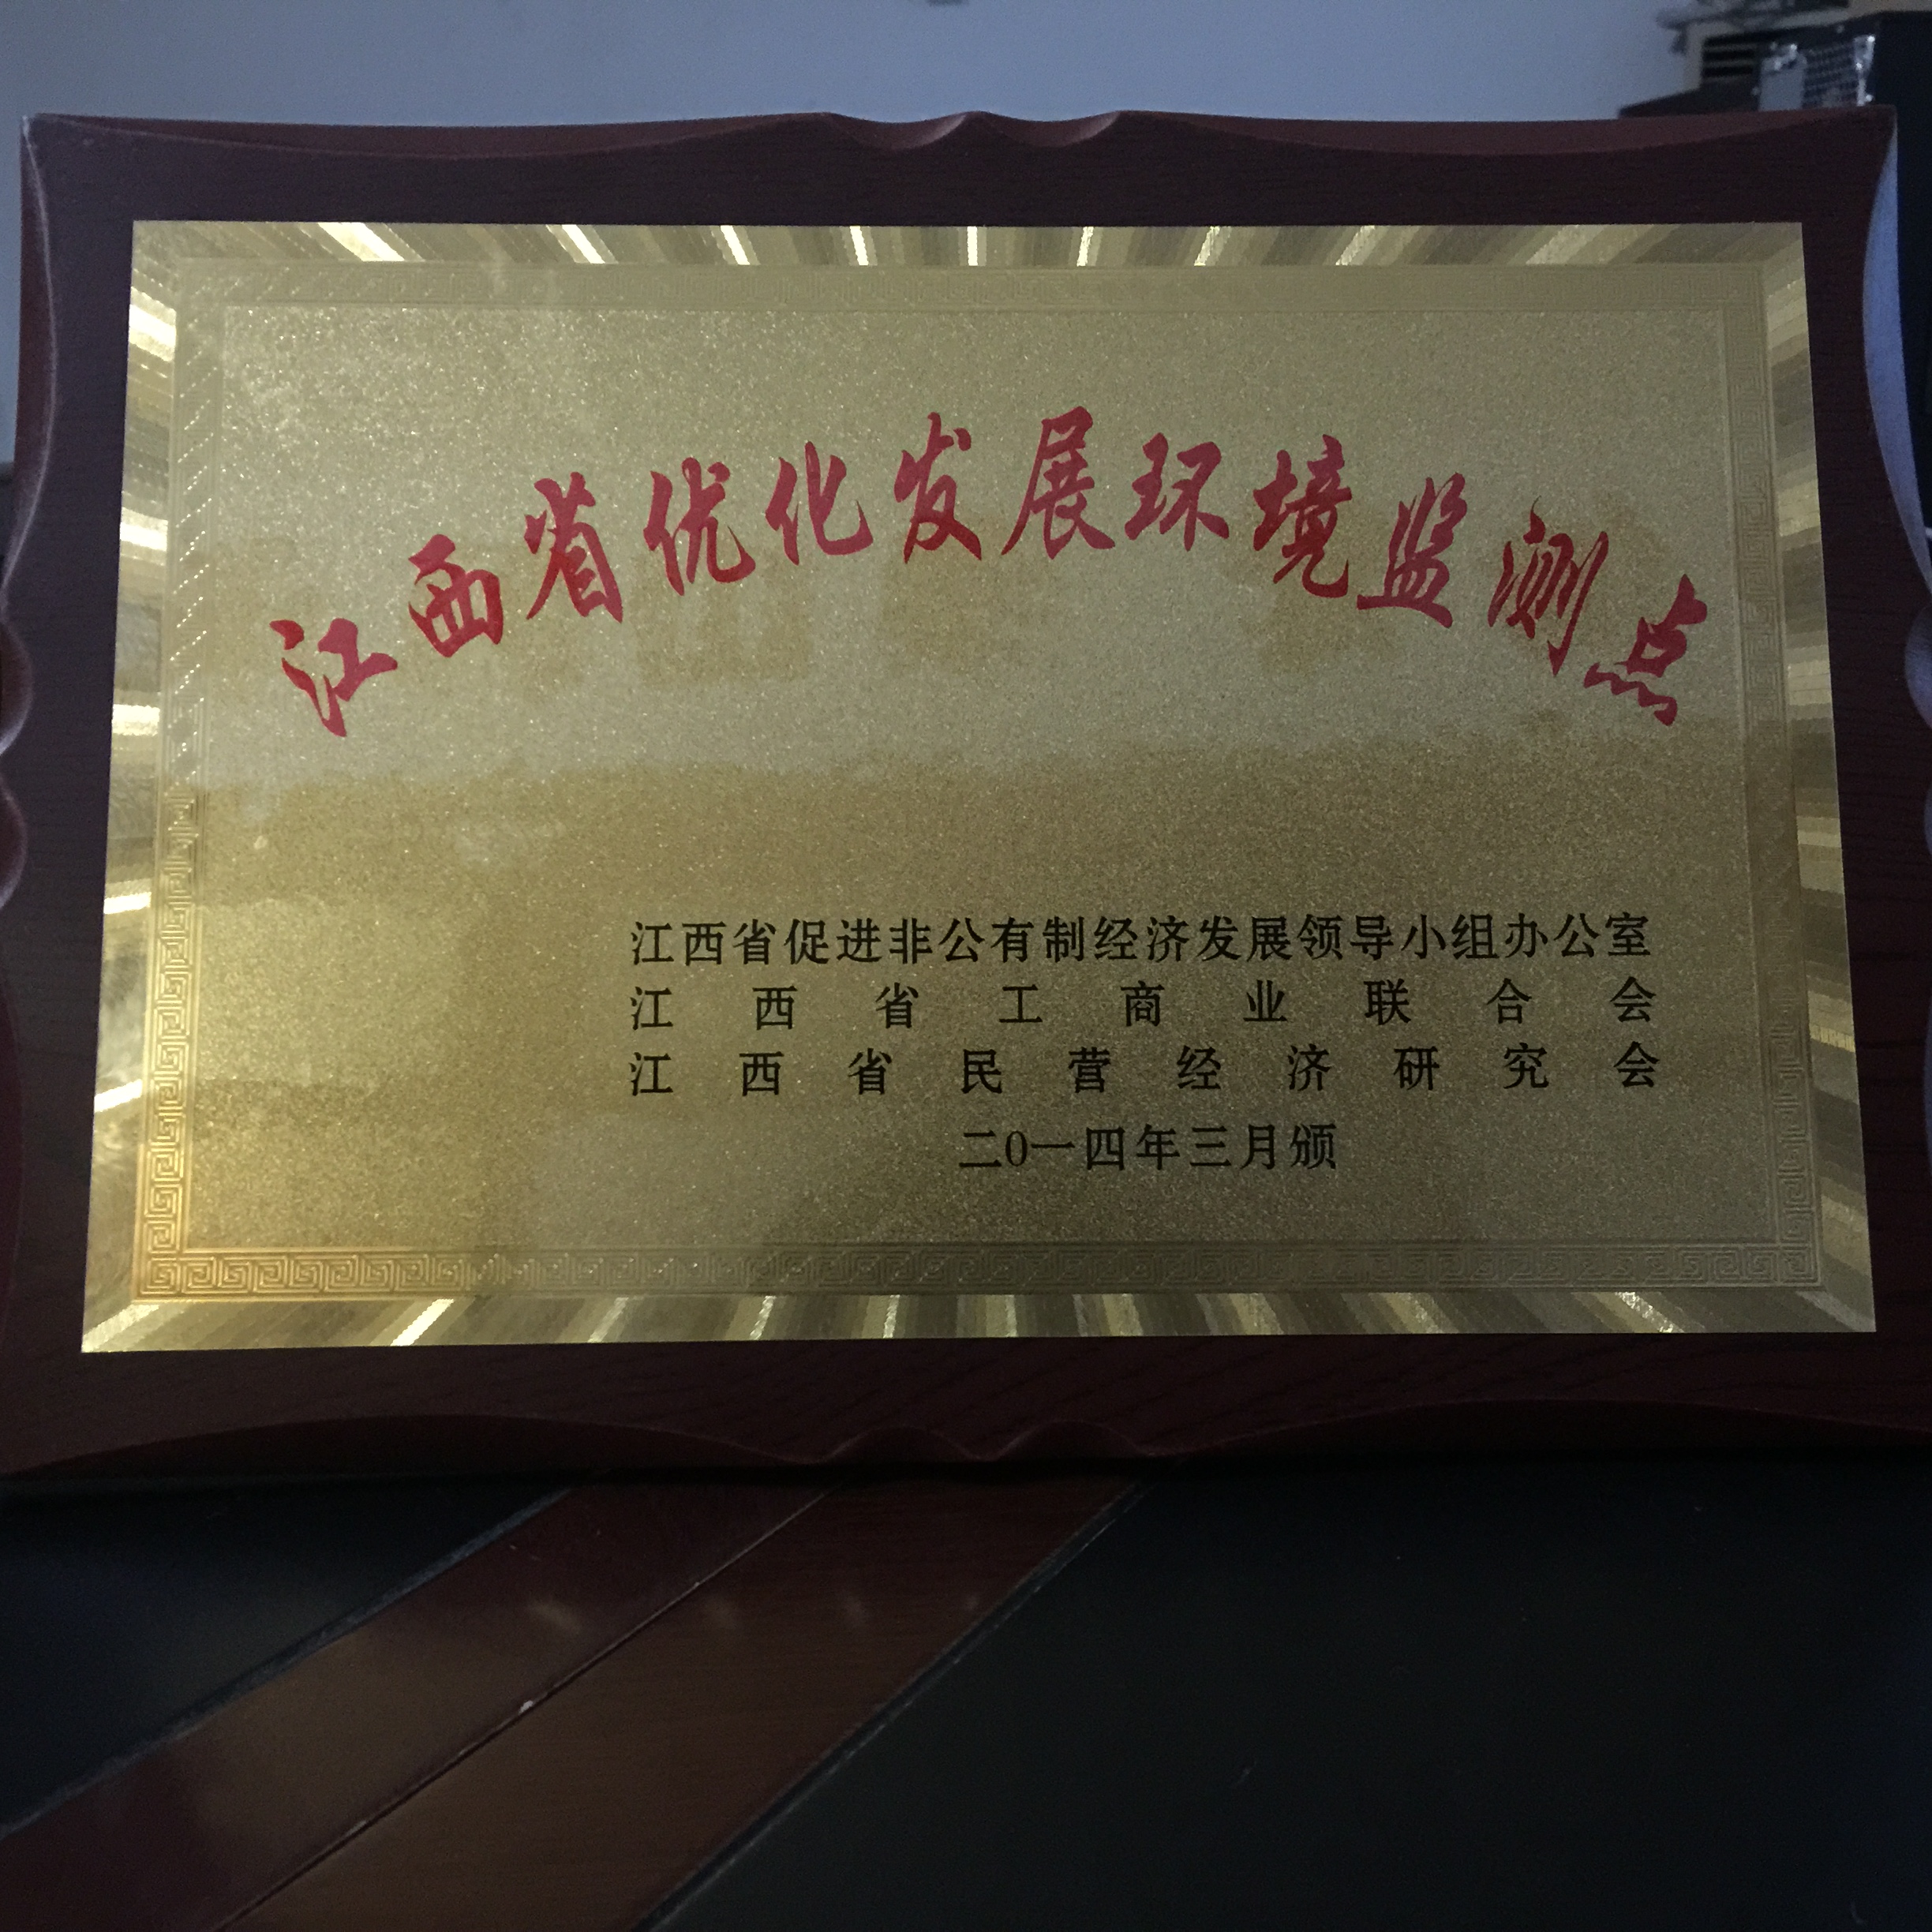 江西省优化发展环境监测点
江西省促进非公有制经济发展领导小组办公室
江西省工商业联合会
江西省民营经济研究会
二0一四年三月颁